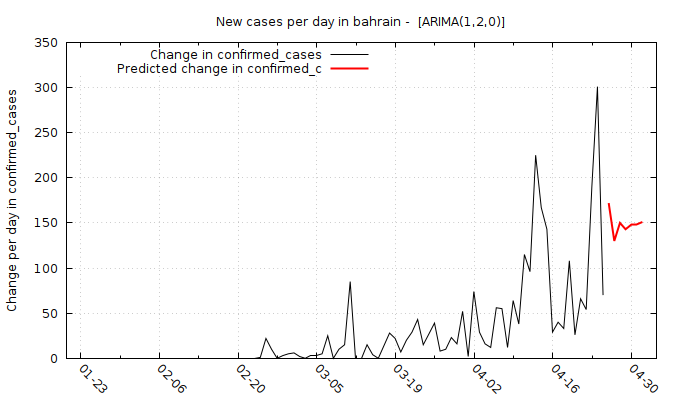 New cases per day in bahrain -  [ARIMA(1,2,0)]
Change in confirmed_cases
Predicted change in confirmed_c
Change per day in confirmed_cases
350
300
250
200
150
100
50
0
01-23 02-06 02-20 03-05 03-19 04-02 04-16 04-30